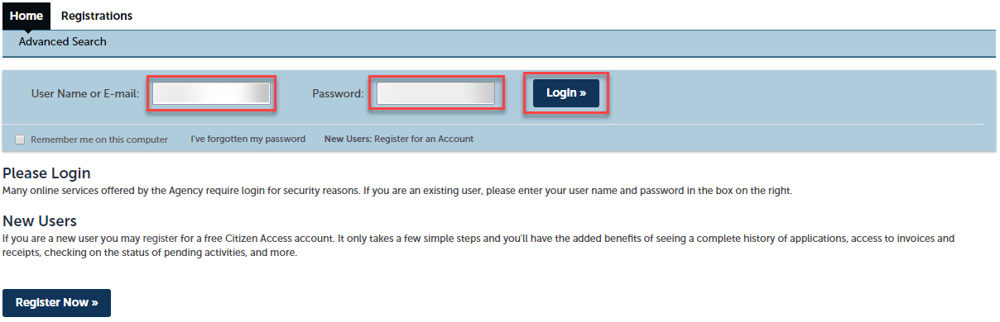 Home Registrations
Advanced Search
User Name or E-mail: Password: Login »
Remember me on this computer I've forgotten my password New Users: Register for an Account
Please Login
Many online services offered by the Agency require login for security reasons. If you are an existing user, please enter your user name and password in the box on the right.
New Users
If you are a new user you may register for a free Citizen Access account. It only takes a few simple steps and you'll have the added benefits of seeing a complete history of applications, access to invoices and
receipts, checking on the status of pending activities, and more.
Register Now »